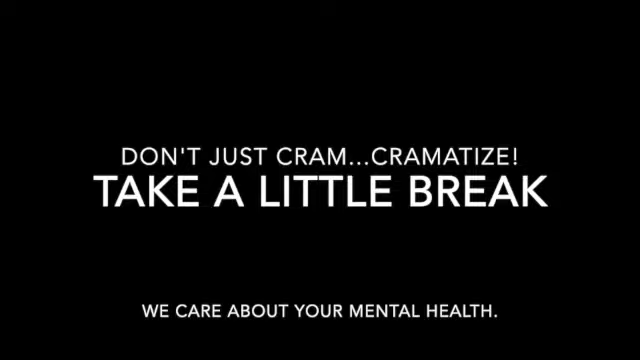 DON'T JUST CRAM...CRAMATIZE!
TAKE A LITTLE BREAK
WE CARE ABOUT YOUR MENTAL HEALTH.